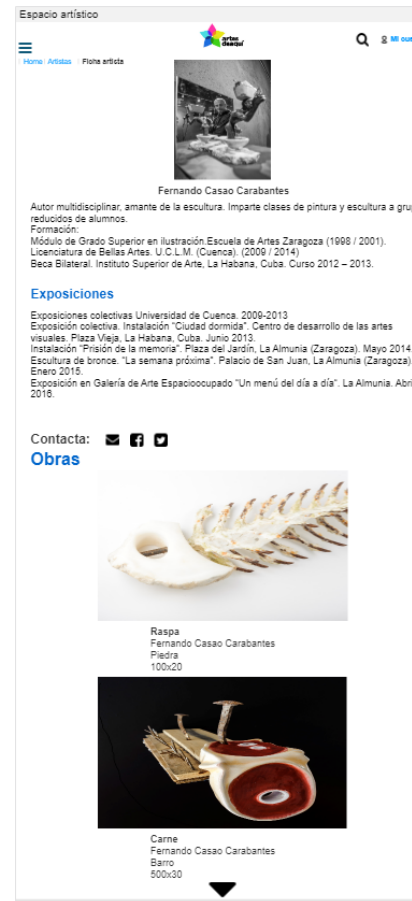 Espacio artístico
artes
deaquí
Mi cue
Home / Artistas / Ficha artista
Fernando Casao Carabantes
Autor multidisciplinar, amante de la escultura. Imparte clases de pintura y escultura a gru
reducidos de alumnos.
Formación:
Módulo de Grado Superior en ilustración.Escuela de Artes Zaragoza (1998 / 2001).
Licenciatura de Bellas Artes. U.C.L.M. (Cuenca). (2009 / 2014)
Beca Bilateral. Instituto Superior de Arte, La Habana, Cuba. Curso 2012 – 2013.
Exposiciones
Exposiciones colectivas Universidad de Cuenca. 2009-2013
Exposición colectiva. Instalación "Ciudad dormida". Centro de desarrollo de las artes
visuales. Plaza Vieja, La Habana, Cuba. Junio 2013.
Instalación "Prisión de la memoria". Plaza del Jardín, La Almunia (Zaragoza). Mayo 2014.
Escultura de bronce. "La semana próxima". Palacio de San Juan, La Almunia (Zaragoza)
Enero 2015.
Exposición en Galería de Arte Espacioocupado "Un menú del día a día". La Almunia. Abri
2016.
Contacta:
Obras
Raspa
Fernando Casao Carabantes
Piedra
100x20
Carne
Fernando Casao Carabantes
Barro
500x30